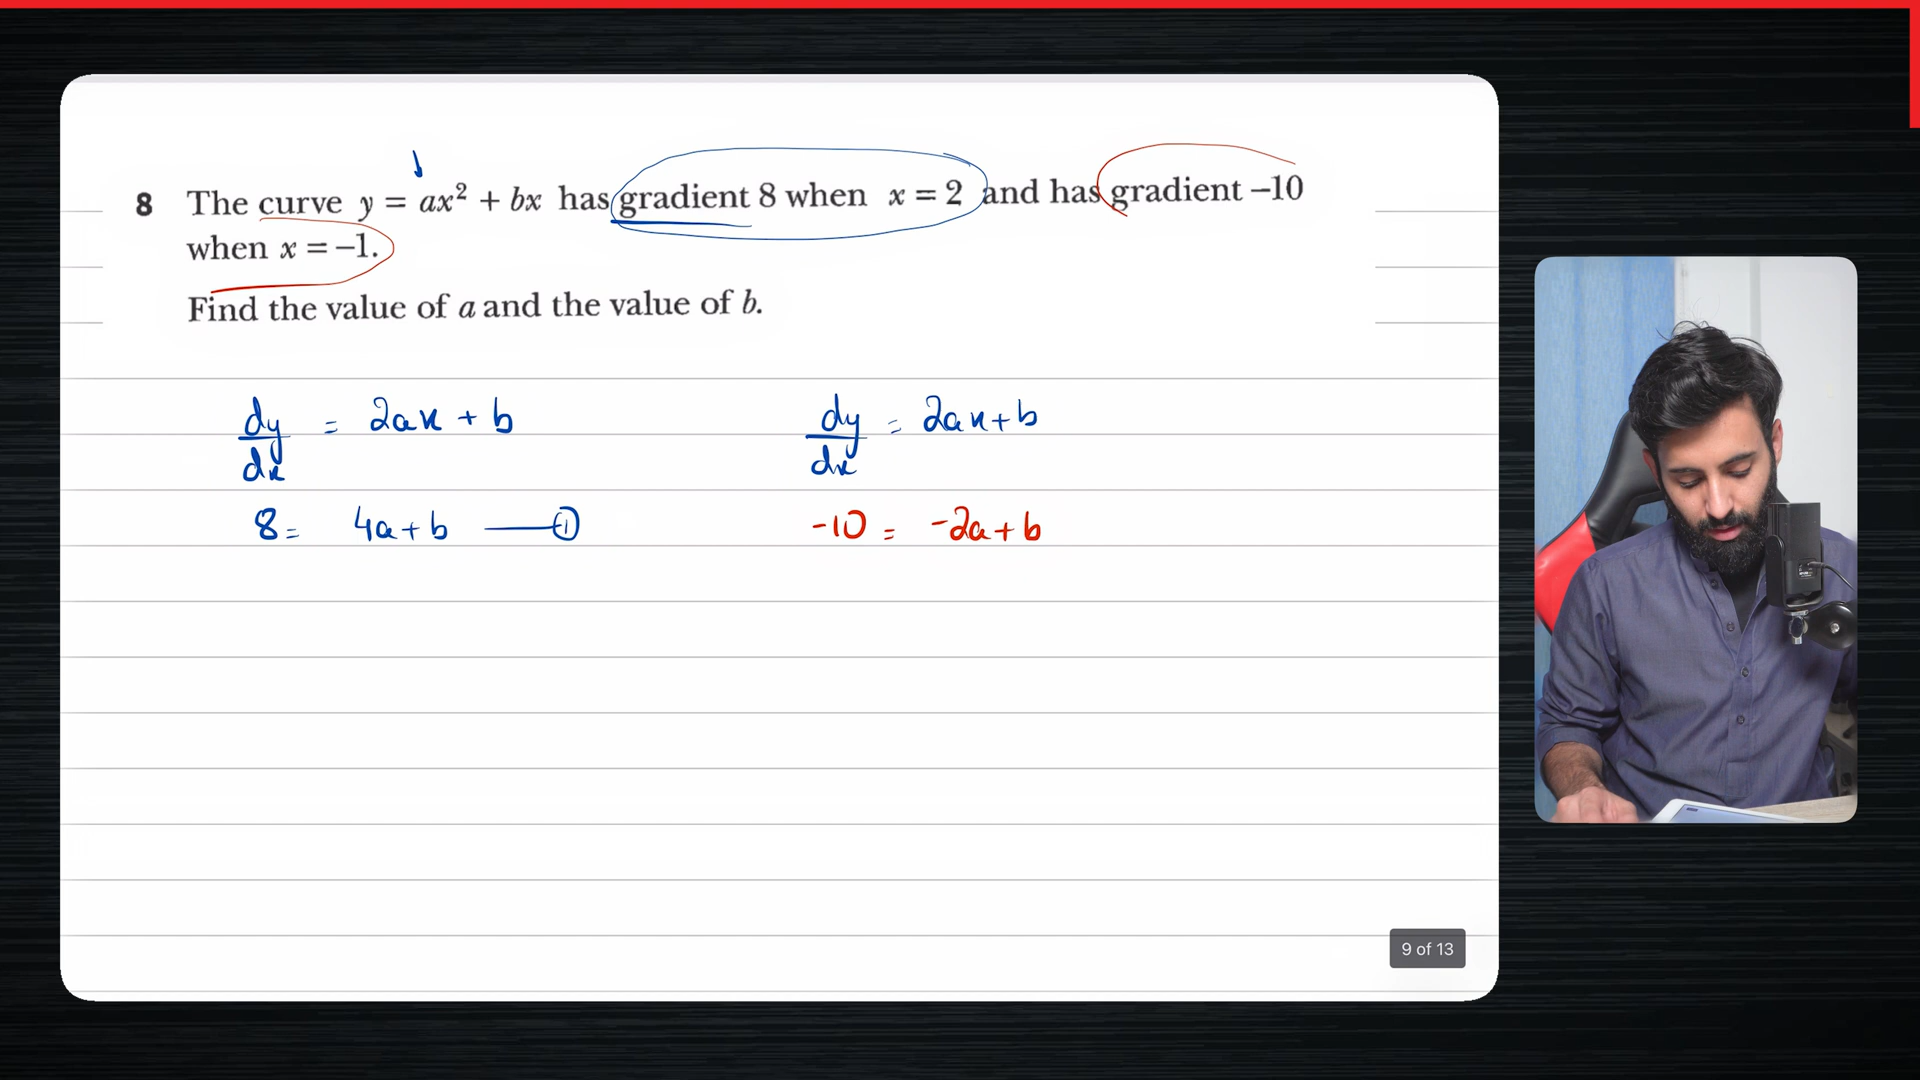 8 The curve y = ax² + bx has gradient 8 when x = 2 and has gradient –10
when x = –1.
Find the value of a and the value of b.
dy/dx = 2ax + b
dy/dx = 2ax + b
8 = 4a + b —— ①
-10 = -2a + b
9 of 13